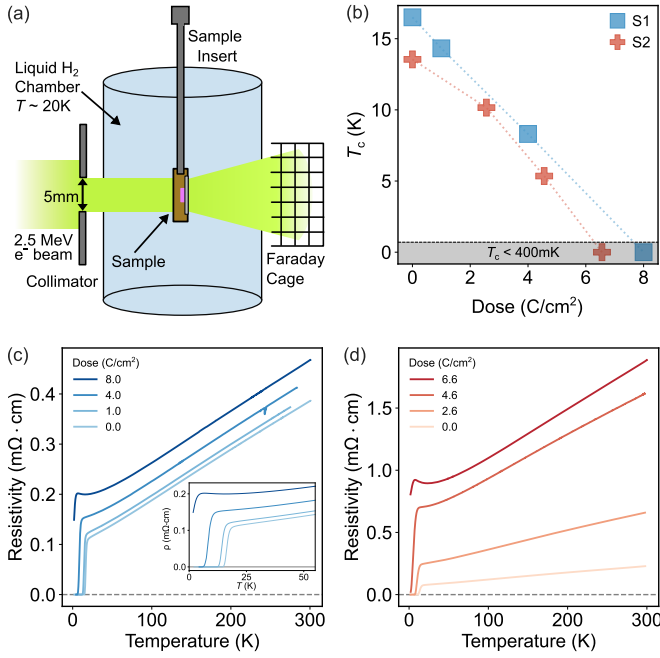 (a)
Sample
Insert
Liquid H₂
Chamber
T ~ 20K
5mm
2.5 MeV
e⁻ beam
Collimator
Sample
Faraday
Cage
(b)
S1
S2
15
10
5
0
Tc (K)
Tc < 400mK
0 2 4 6 8
Dose (C/cm²)
(c)
Dose (C/cm²)
8.0
4.0
1.0
0.0
0.4
0.3
0.2
0.1
0.0
Resistivity (mΩ · cm)
0.2
0.1
0.0
ρ (mΩ·cm)
0 25 50
T (K)
0 100 200 300
Temperature (K)
(d)
Dose (C/cm²)
6.6
4.6
2.6
0.0
1.5
1.0
0.5
0.0
Resistivity (mΩ · cm)
0 100 200 300
Temperature (K)